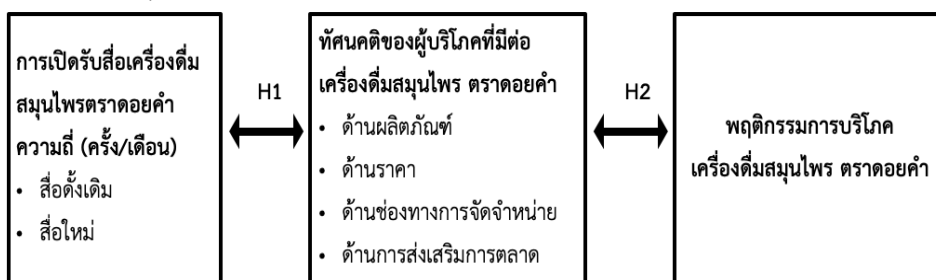 การเปิดรับสื่อเครื่องดื่ม
สมุนไพรตราดอยคำ
ความถี่ (ครั้ง/เดือน)
• สื่อดั้งเดิม
• สื่อใหม่
H1
ทัศนคติของผู้บริโภคที่มีต่อ
เครื่องดื่มสมุนไพร ตราดอยคำ
• ด้านผลิตภัณฑ์
• ด้านราคา
• ด้านช่องทางการจัดจำหน่าย
• ด้านการส่งเสริมการตลาด
H2
พฤติกรรมการบริโภค
เครื่องดื่มสมุนไพร ตราดอยคำ